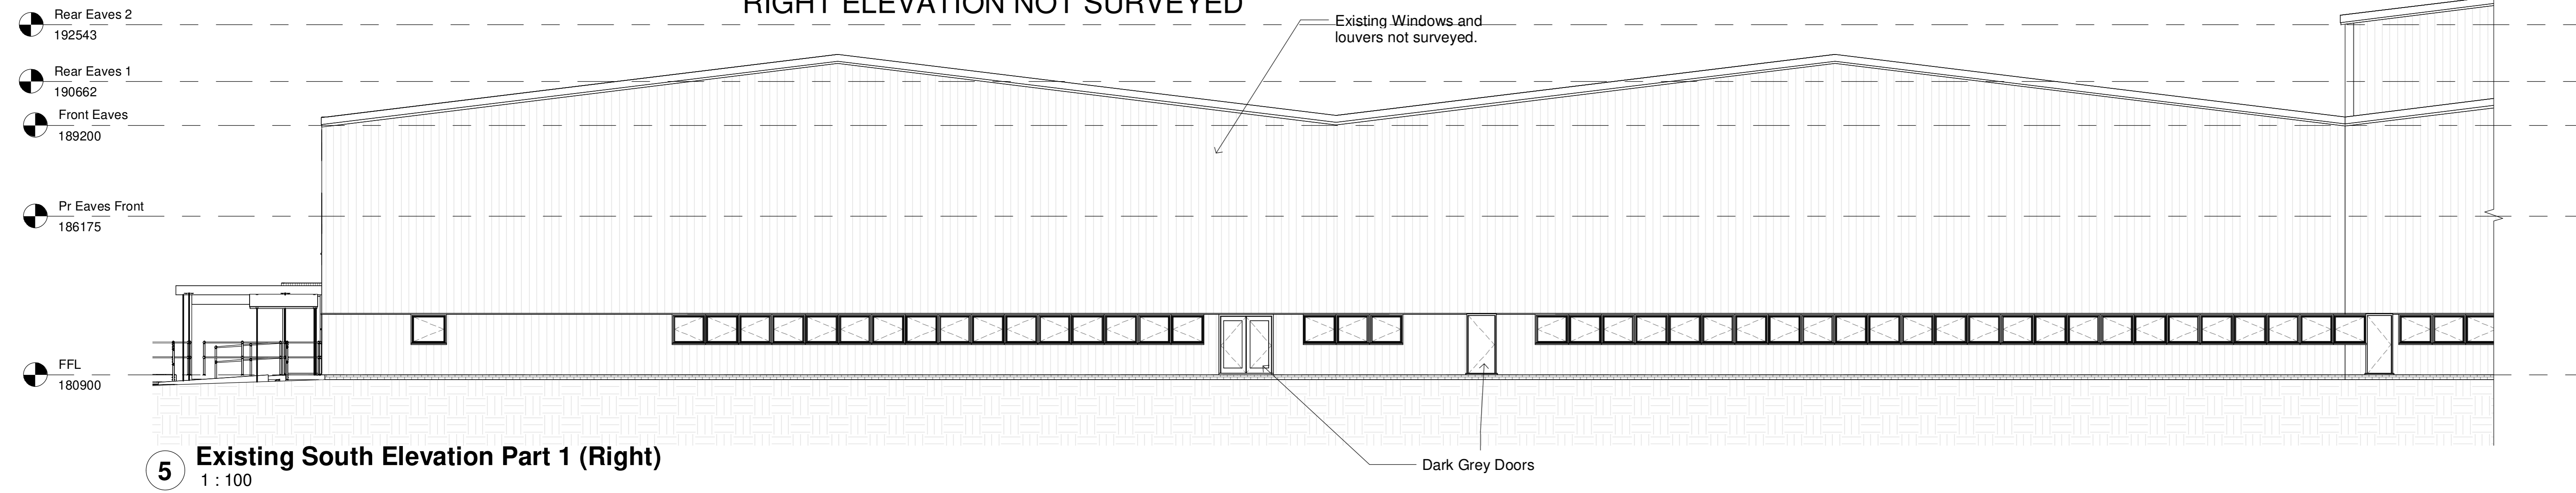 RIGHT ELEVATION NOT SURVEYED
Rear Eaves 2
192543
Existing Windows and
louvers not surveyed.
Rear Eaves 1
190662
Front Eaves
189200
Pr Eaves Front
186175
FFL
180900
Dark Grey Doors
5
Existing South Elevation Part 1 (Right)
1 : 100